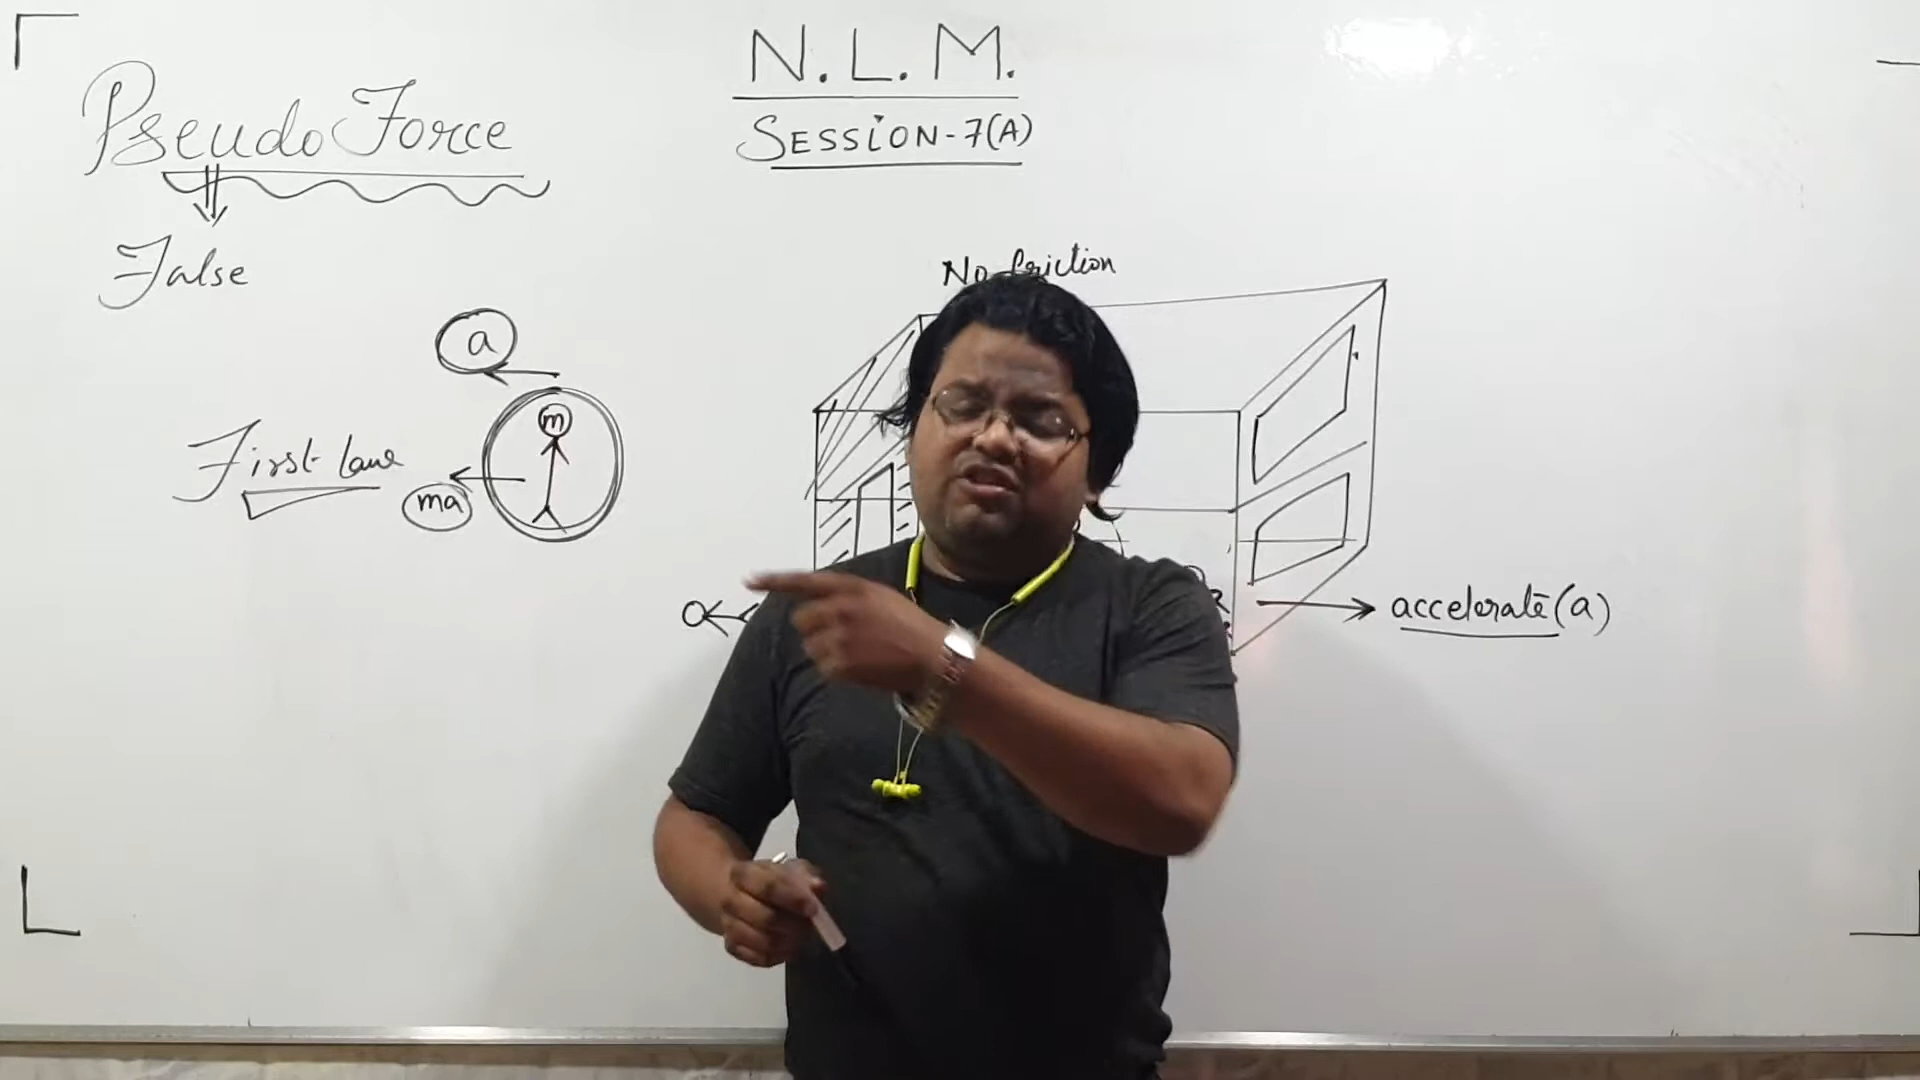 N. L. M.
SESSION-7(A)
Pseudo Force
False
No friction
a
m
First law
ma
accelerate (a)